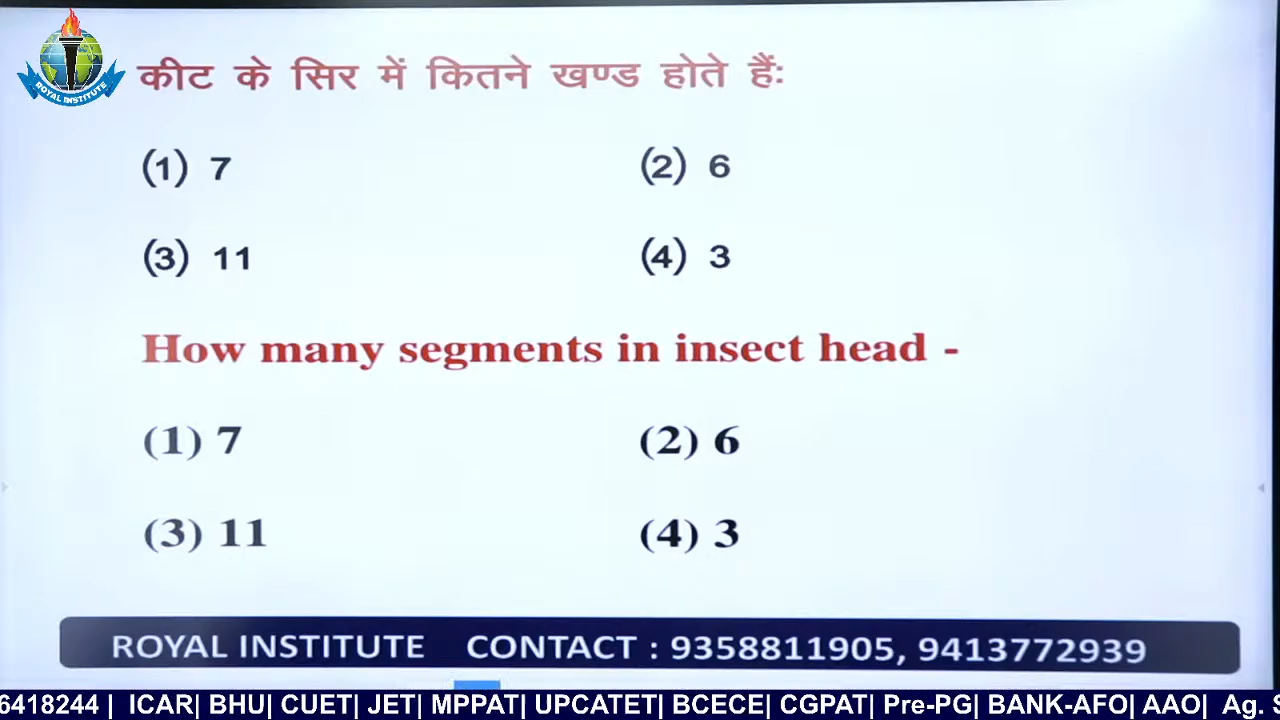 ROYAL INSTITUTE
कीट के सिर में कितने खण्ड होते हैंः
(1) 7 (2) 6
(3) 11 (4) 3
How many segments in insect head -
(1) 7 (2) 6
(3) 11 (4) 3
ROYAL INSTITUTE CONTACT : 9358811905, 9413772939
6418244 | ICAR| BHU| CUET| JET| MPPAT| UPCATET| BCECE| CGPAT| Pre-PG| BANK-AFO| AAO| Ag. S